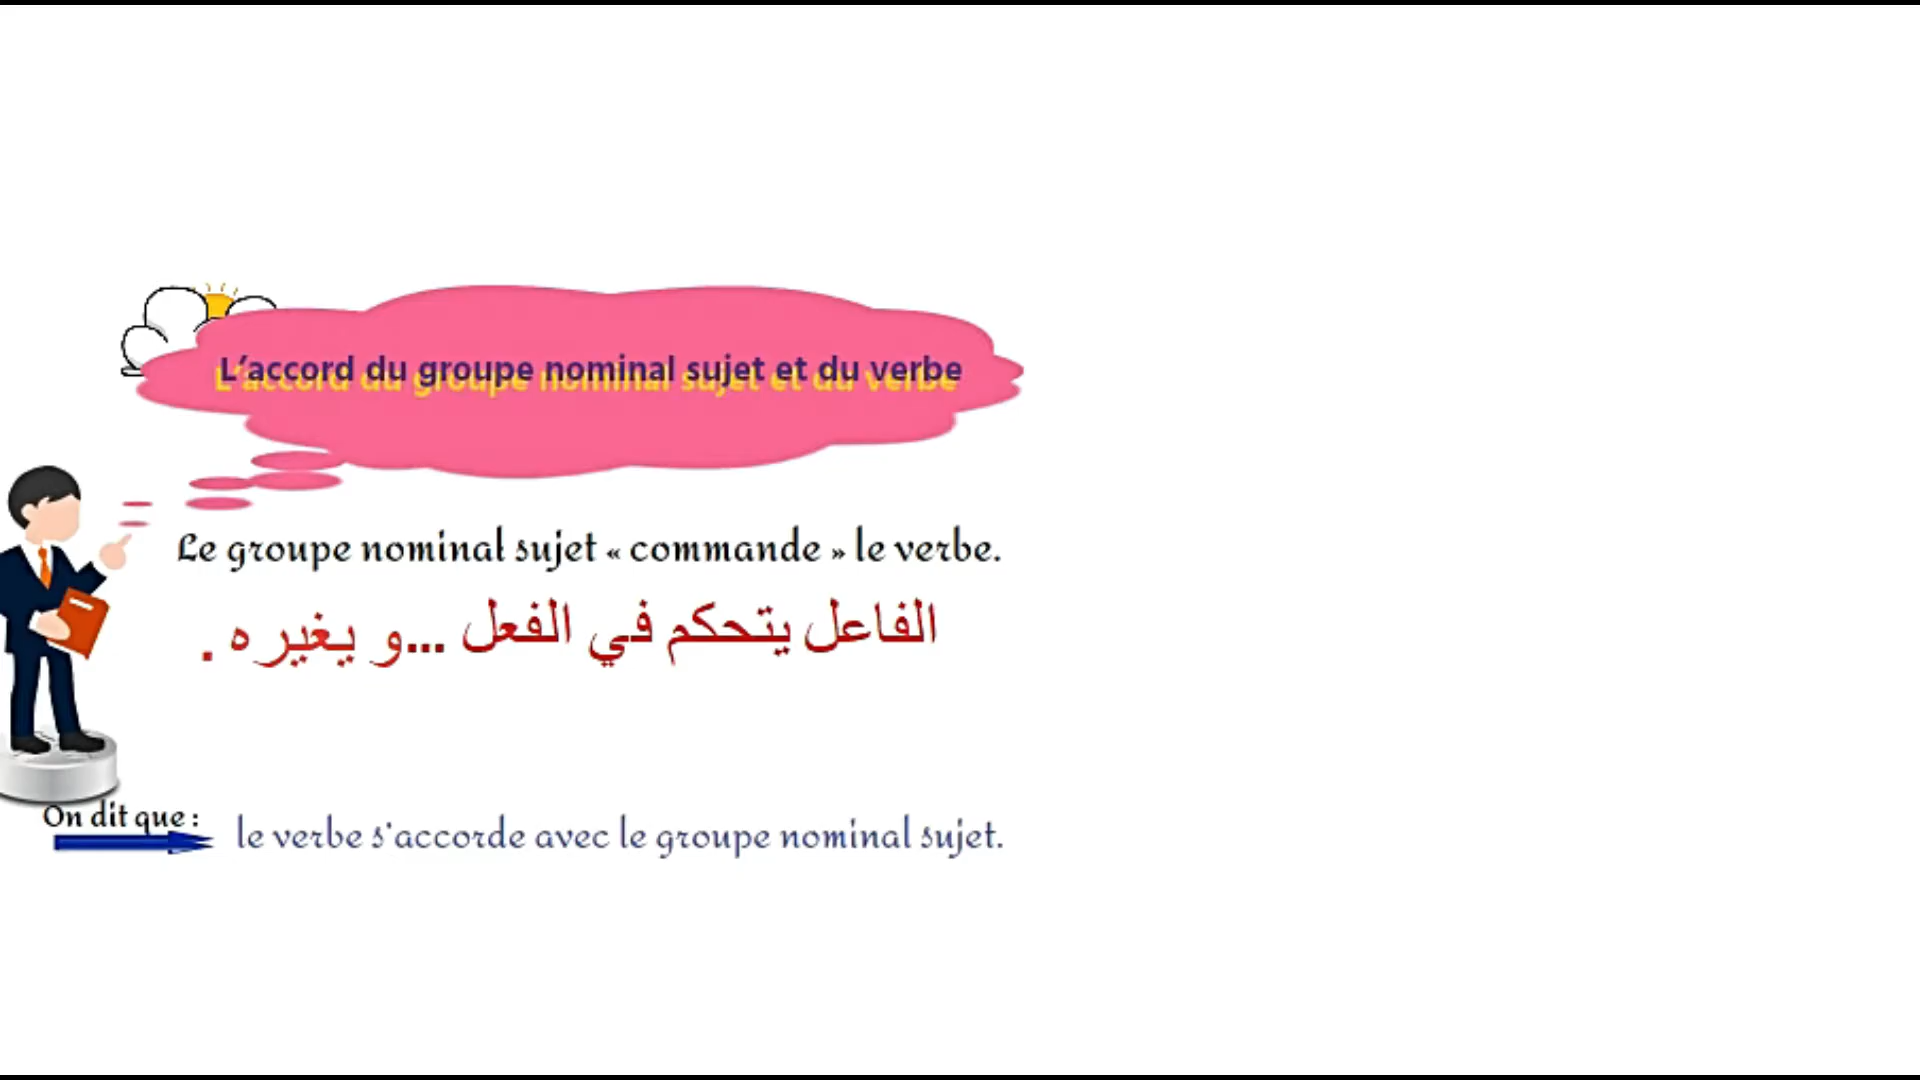 L’accord du groupe nominal sujet et du verbe
Le groupe nominal sujet « commande » le verbe.
الفاعل يتحكم في الفعل ...و يغيره .
On dit que :
le verbe s'accorde avec le groupe nominal sujet.